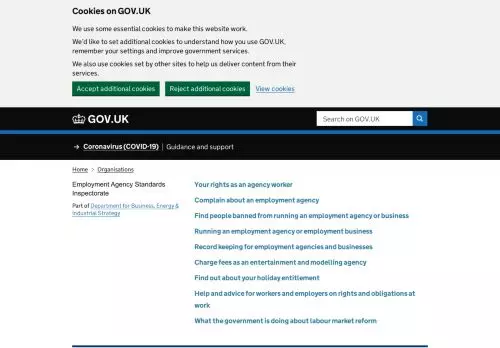 Cookies on GOV.UK
We use some essential cookies to make this website work.
We'd like to set additional cookies to understand how you use GOV.UK,
remember your settings and improve government services.
We also use cookies set by other sites to help us deliver content from their
services.
Accept additional cookies
Reject additional cookies
View cookies
GOV.UK
Search on GOV.UK
→ Coronavirus (COVID-19) | Guidance and support
Home > Organisations
Employment Agency Standards
Inspectorate
Part of Department for Business, Energy &
Industrial Strategy
Your rights as an agency worker
Complain about an employment agency
Find people banned from running an employment agency or business
Running an employment agency or employment business
Record keeping for employment agencies and businesses
Charge fees as an entertainment and modelling agency
Find out about your holiday entitlement
Help and advice for workers and employers on rights and obligations at
work
What the government is doing about labour market reform